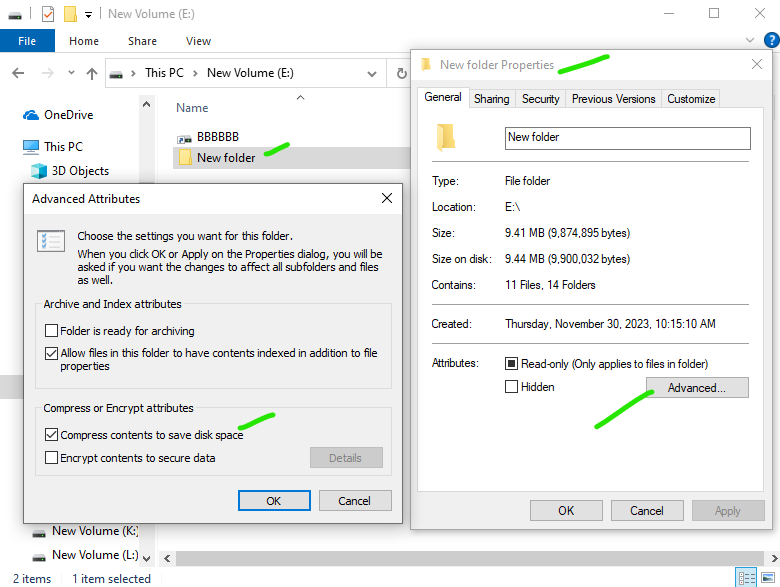 New Volume (E:)
File Home Share View
This PC New Volume (E:)
OneDrive
This PC
3D Objects
Name
BBBBBB
New folder
Advanced Attributes
Choose the settings you want for this folder.
When you click OK or Apply on the Properties dialog, you will be
asked if you want the changes to affect all subfolders and files
as well.
Archive and Index attributes
Folder is ready for archiving
Allow files in this folder to have contents indexed in addition to file
properties
Compress or Encrypt attributes
Compress contents to save disk space
Encrypt contents to secure data
Details
OK Cancel
New folder Properties
General Sharing Security Previous Versions Customize
New folder
Type: File folder
Location: E:\
Size: 9.41 MB (9,874,895 bytes)
Size on disk: 9.44 MB (9,900,032 bytes)
Contains: 11 Files, 14 Folders
Created: Thursday, November 30, 2023, 10:15:10 AM
Attributes: Read-only (Only applies to files in folder)
Hidden Advanced...
OK Cancel Apply
New Volume (K:)
New Volume (L:)
2 items 1 item selected